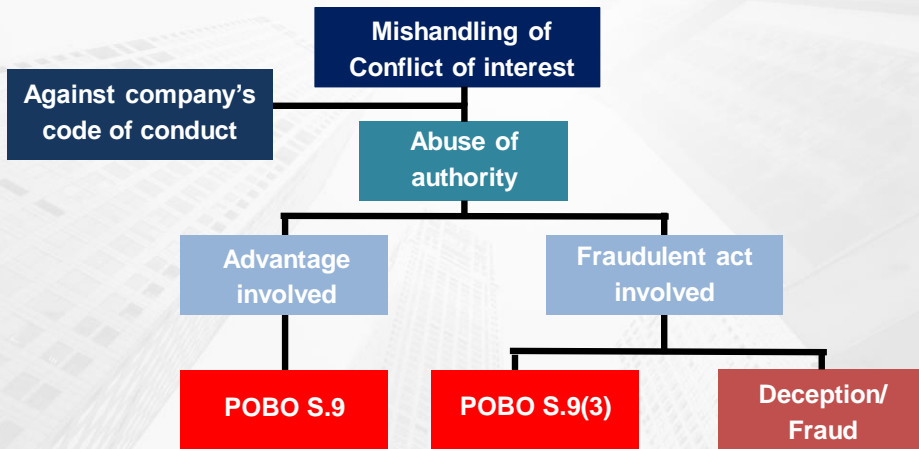 Mishandling of
Conflict of interest
Against company's
code of conduct
Abuse of
authority
Advantage
involved
Fraudulent act
involved
POBO S.9
POBO S.9(3)
Deception/
Fraud